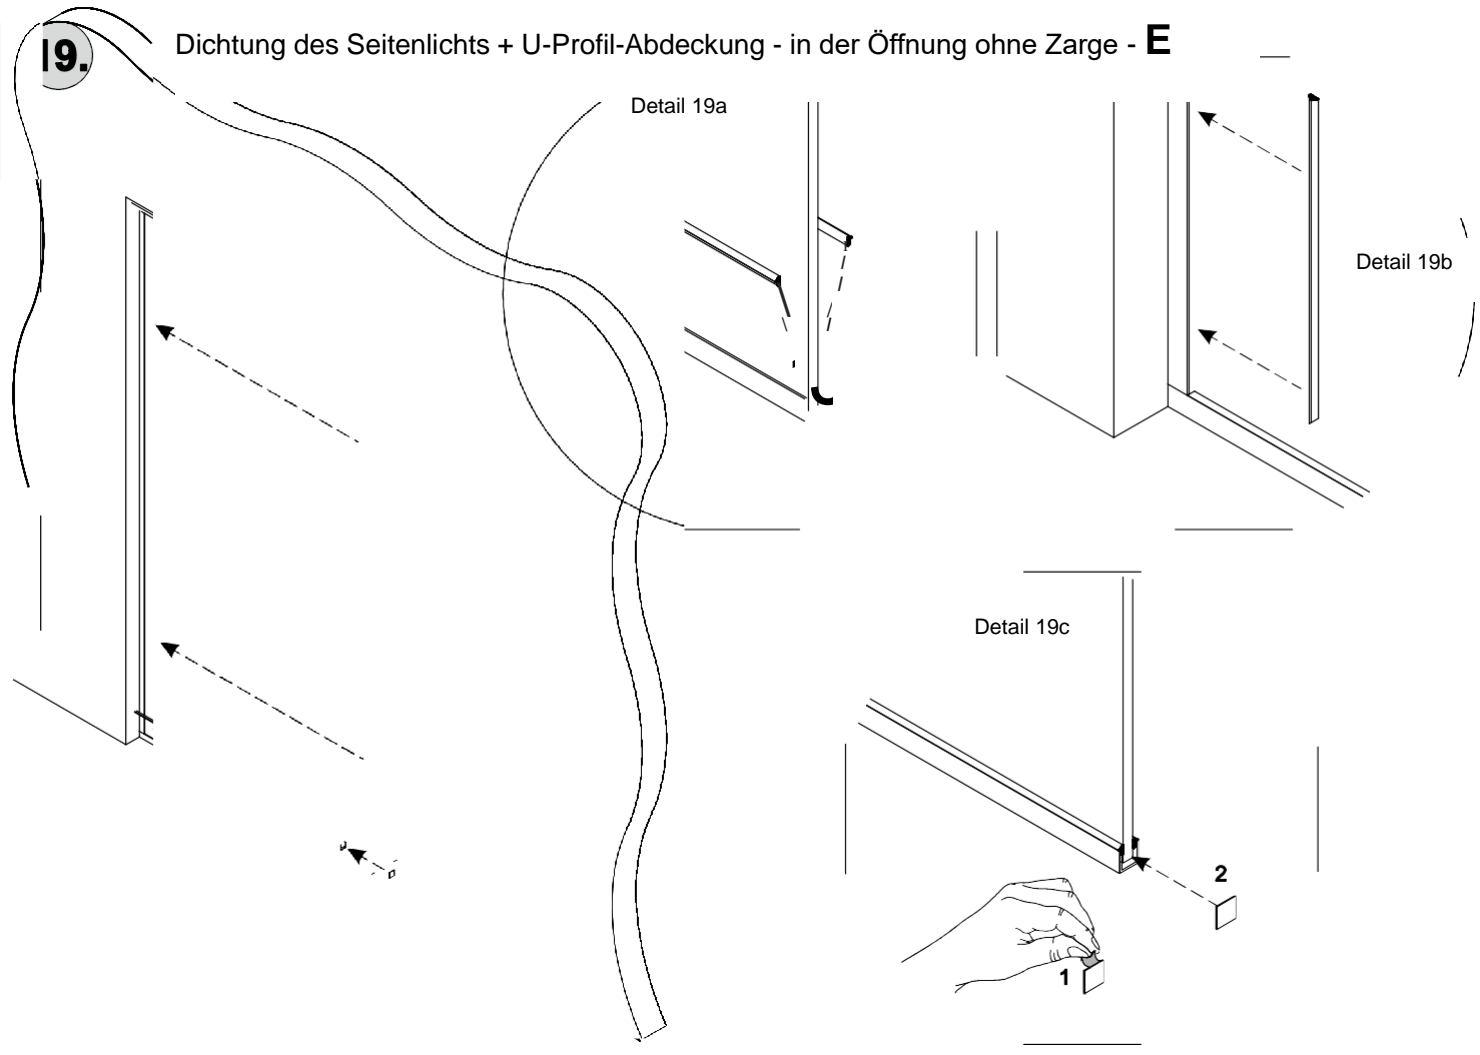 19. Dichtung des Seitenlichts + U-Profil-Abdeckung - in der Öffnung ohne Zarge - E
Detail 19a
Detail 19b
Detail 19c
2
1